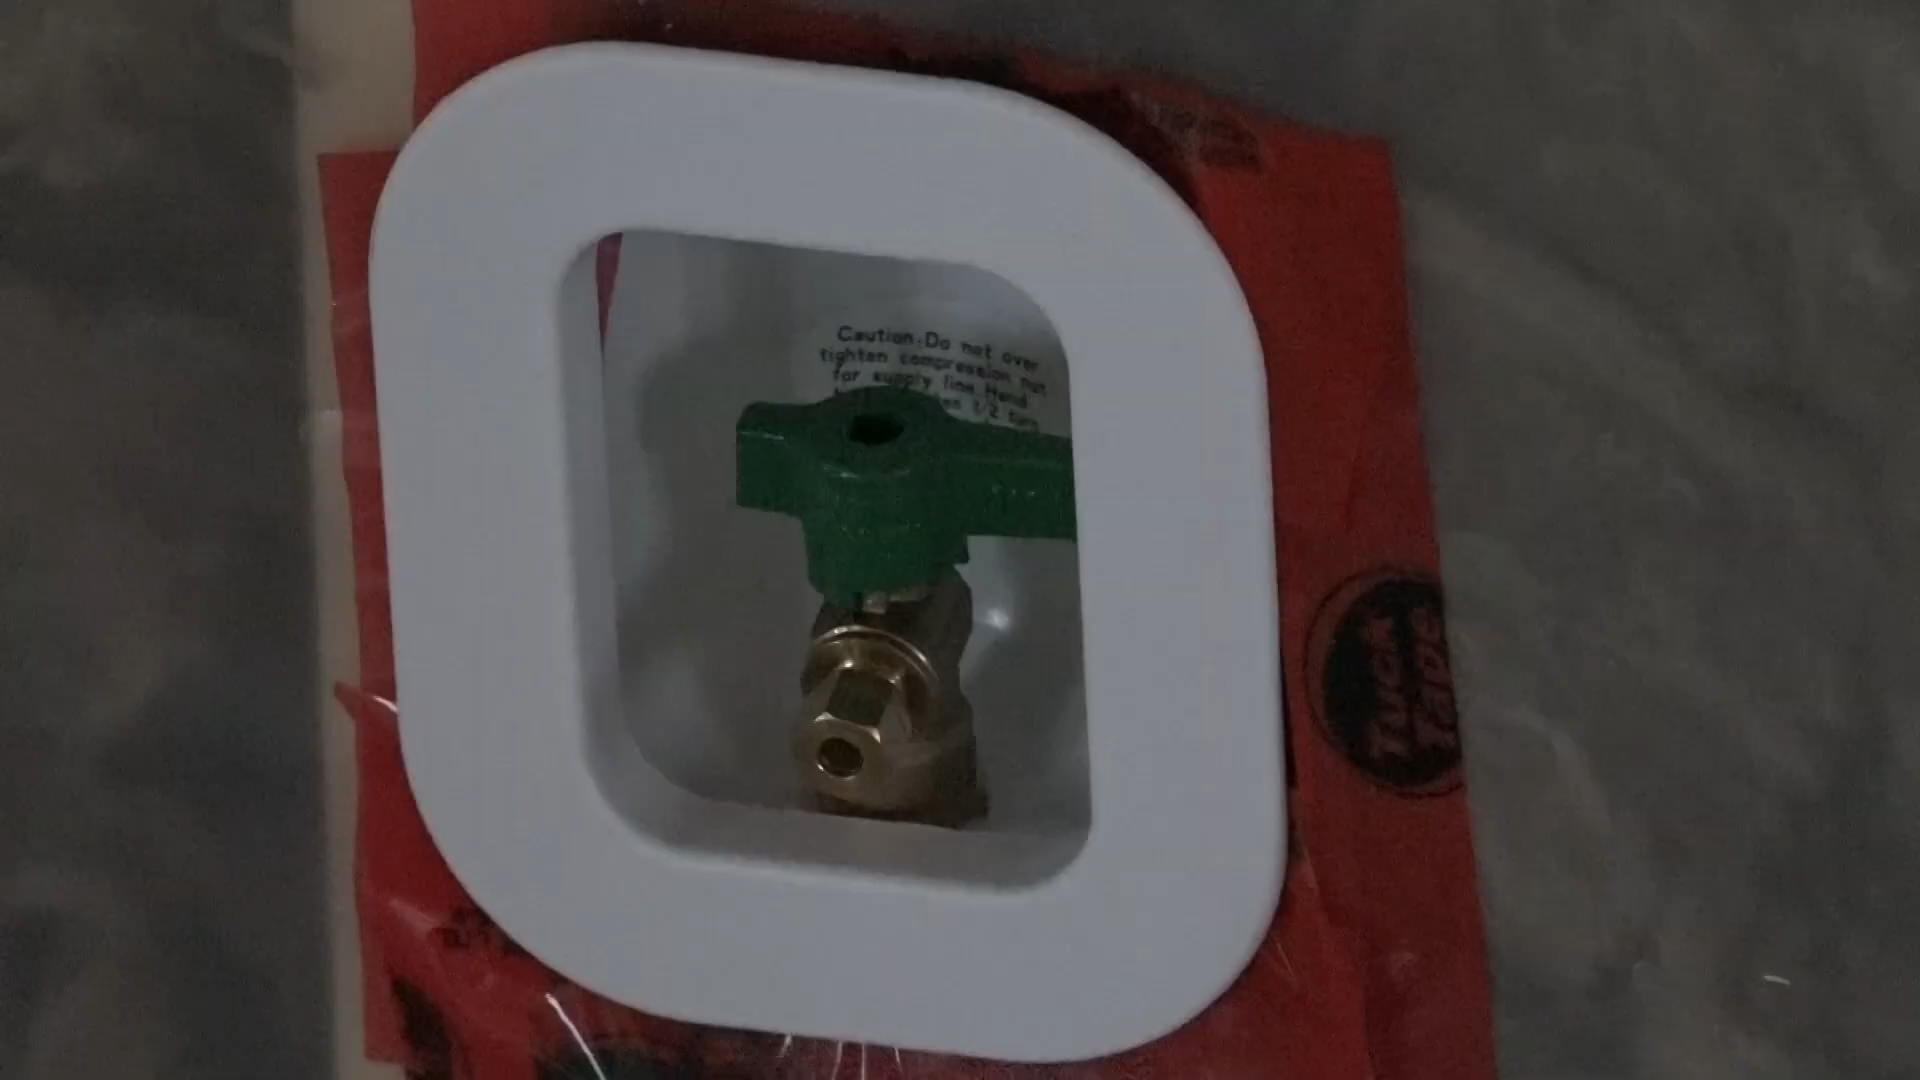 Caution:Do not over
tighten compression nut
for supply line Hand
1/2 turn
Tuck
Tape